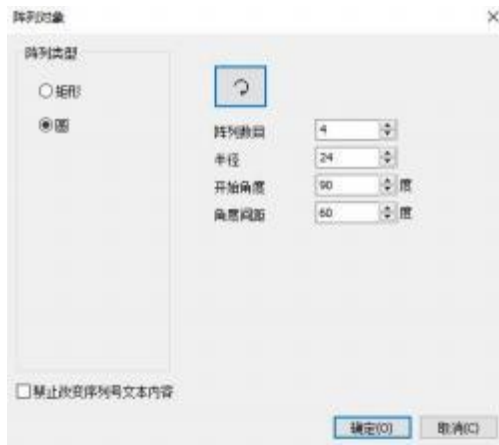 阵列对象
阵列类型
矩形
圆
阵列数目 4
半径 24
开始角度 90 度
角度间距 60 度
禁止改变序列号文本内容
确定(O) 取消(C)